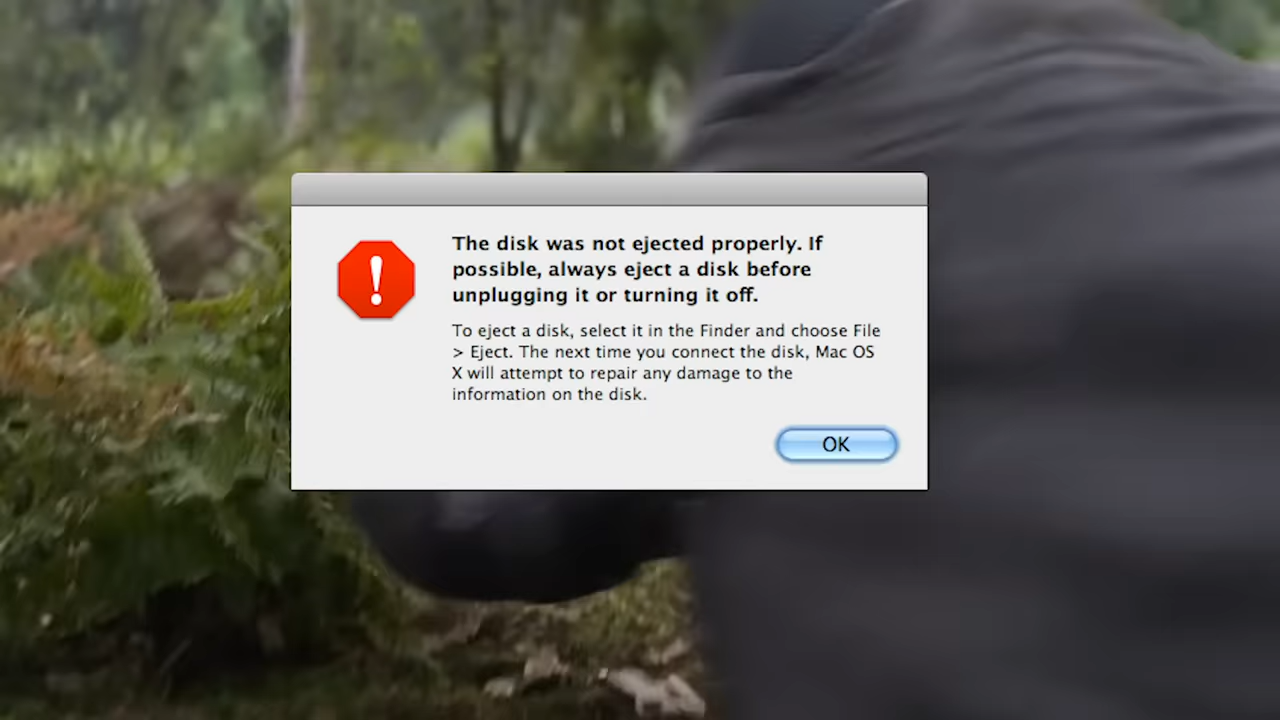 The disk was not ejected properly. If
possible, always eject a disk before
unplugging it or turning it off.
To eject a disk, select it in the Finder and choose File
> Eject. The next time you connect the disk, Mac OS
X will attempt to repair any damage to the
information on the disk.
OK